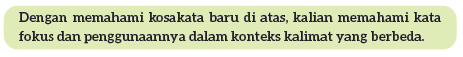 Dengan memahami kosakata baru di atas, kalian memahami kata
fokus dan penggunaannya dalam konteks kalimat yang berbeda.